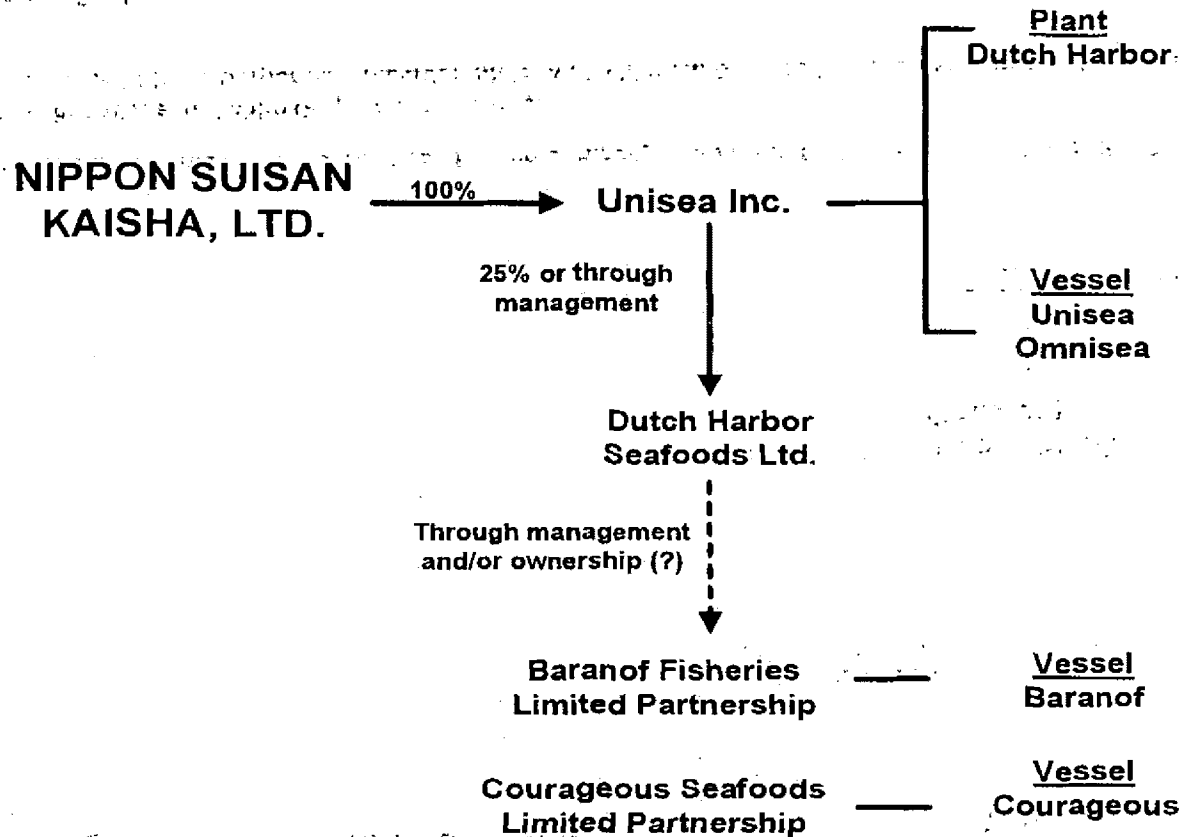 Plant
Dutch Harbor
NIPPON SUISAN
KAISHA, LTD.
100%
Unisea Inc.
25% or through
management
Vessel
Unisea
Omnisea
Dutch Harbor
Seafoods Ltd.
Through management
and/or ownership (?)
Baranof Fisheries
Limited Partnership
Vessel
Baranof
Courageous Seafoods
Limited Partnership
Vessel
Courageous